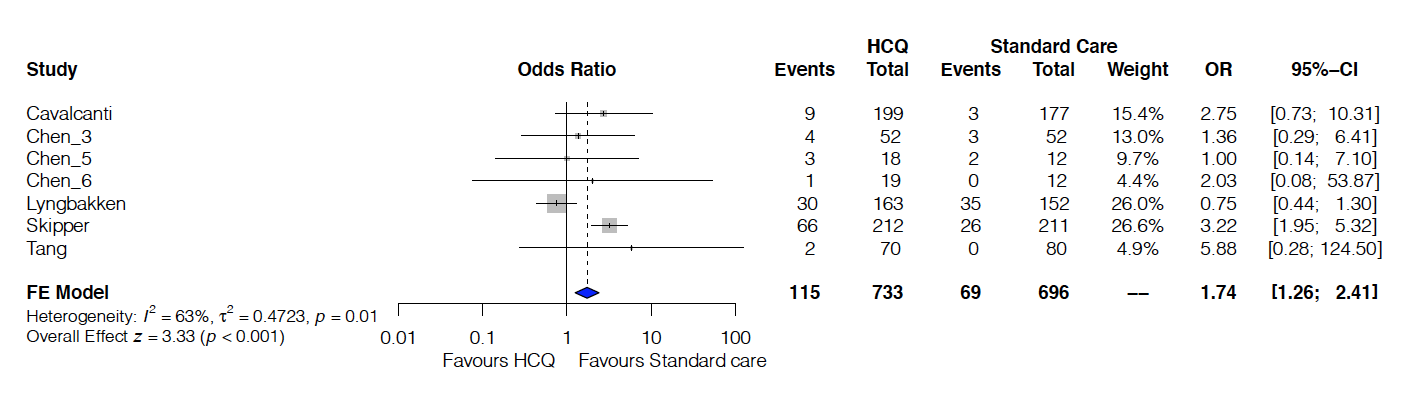 HCQ Standard Care
Study Odds Ratio Events Total Events Total Weight OR 95%−CI
Cavalcanti 9 199 3 177 15.4% 2.75 [0.73; 10.31]
Chen_3 4 52 3 52 13.0% 1.36 [0.29; 6.41]
Chen_5 3 18 2 12 9.7% 1.00 [0.14; 7.10]
Chen_6 1 19 0 12 4.4% 2.03 [0.08; 53.87]
Lyngbakken 30 163 35 152 26.0% 0.75 [0.44; 1.30]
Skipper 66 212 26 211 26.6% 3.22 [1.95; 5.32]
Tang 2 70 0 80 4.9% 5.88 [0.28; 124.50]
FE Model 115 733 69 696 −− 1.74 [1.26; 2.41]
Heterogeneity: I² = 63%, τ² = 0.4723, p = 0.01
Overall Effect z = 3.33 (p < 0.001)
0.01 0.1 1 10 100
Favours HCQ Favours Standard care